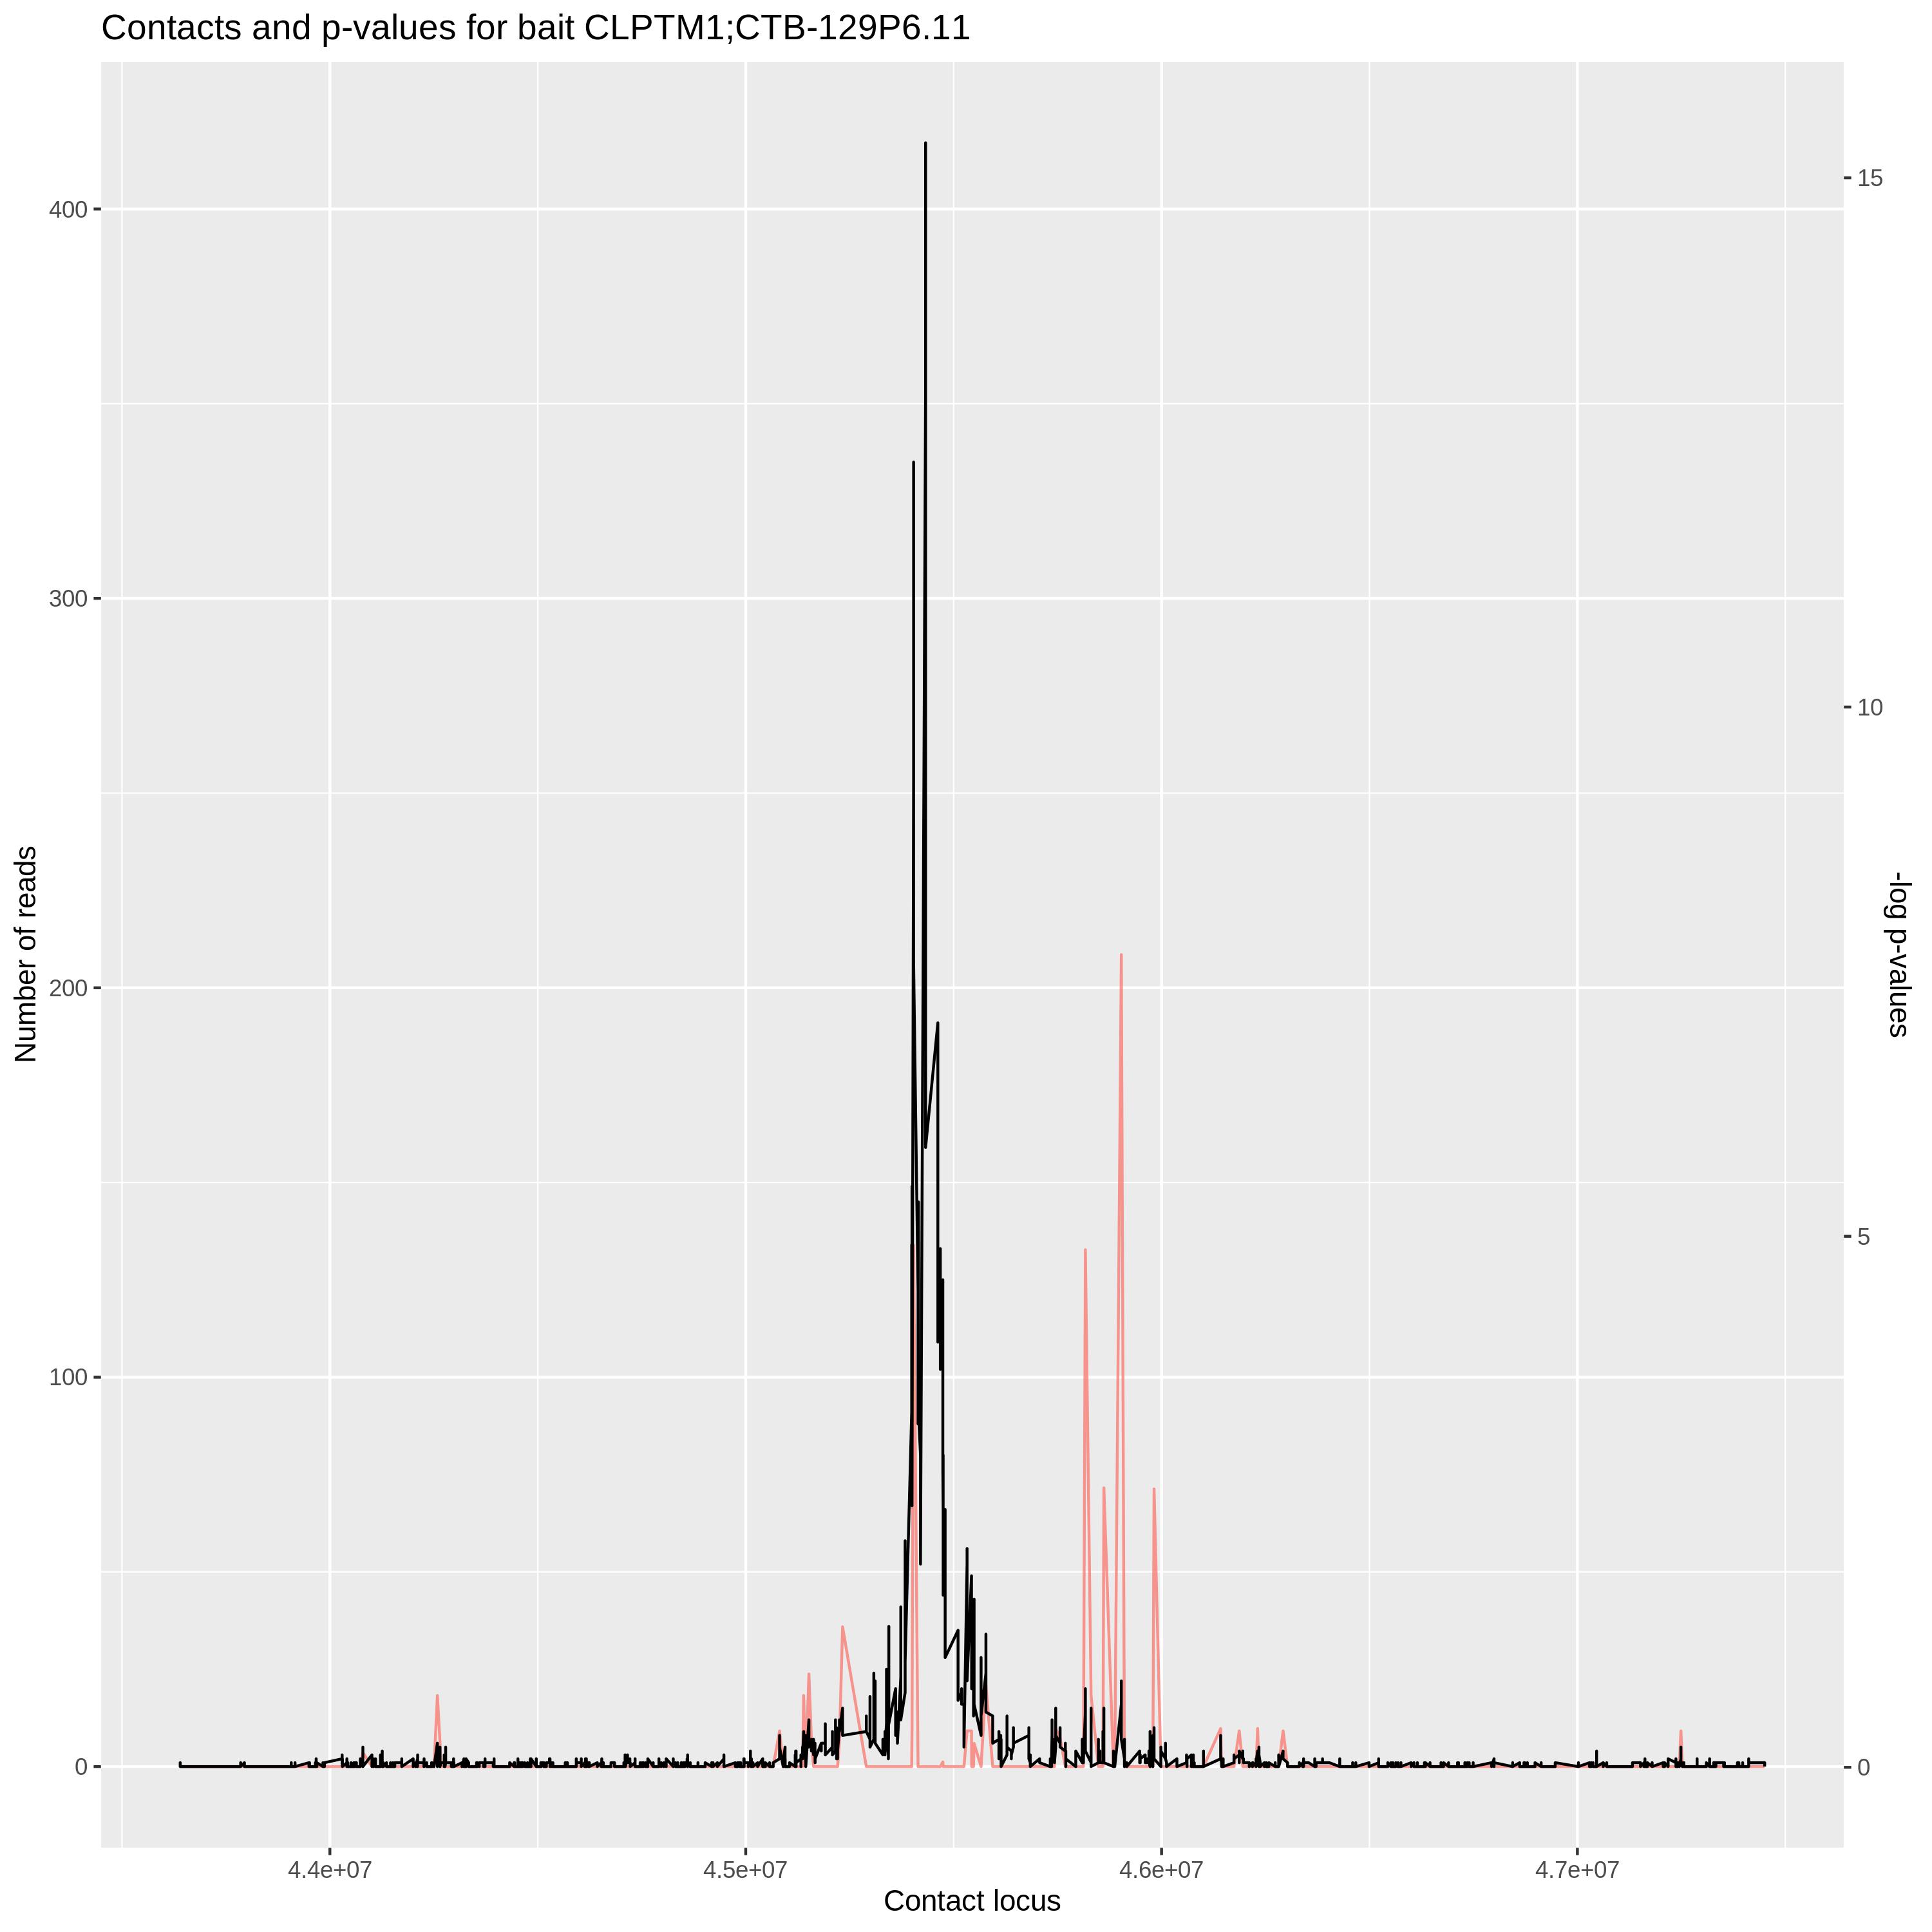 Contacts and p-values for bait CLPTM1;CTB-129P6.11
Number of reads
400
300
200
100
0
15
10
5
0
-log p-values
4.4e+07
4.5e+07
4.6e+07
4.7e+07
Contact locus